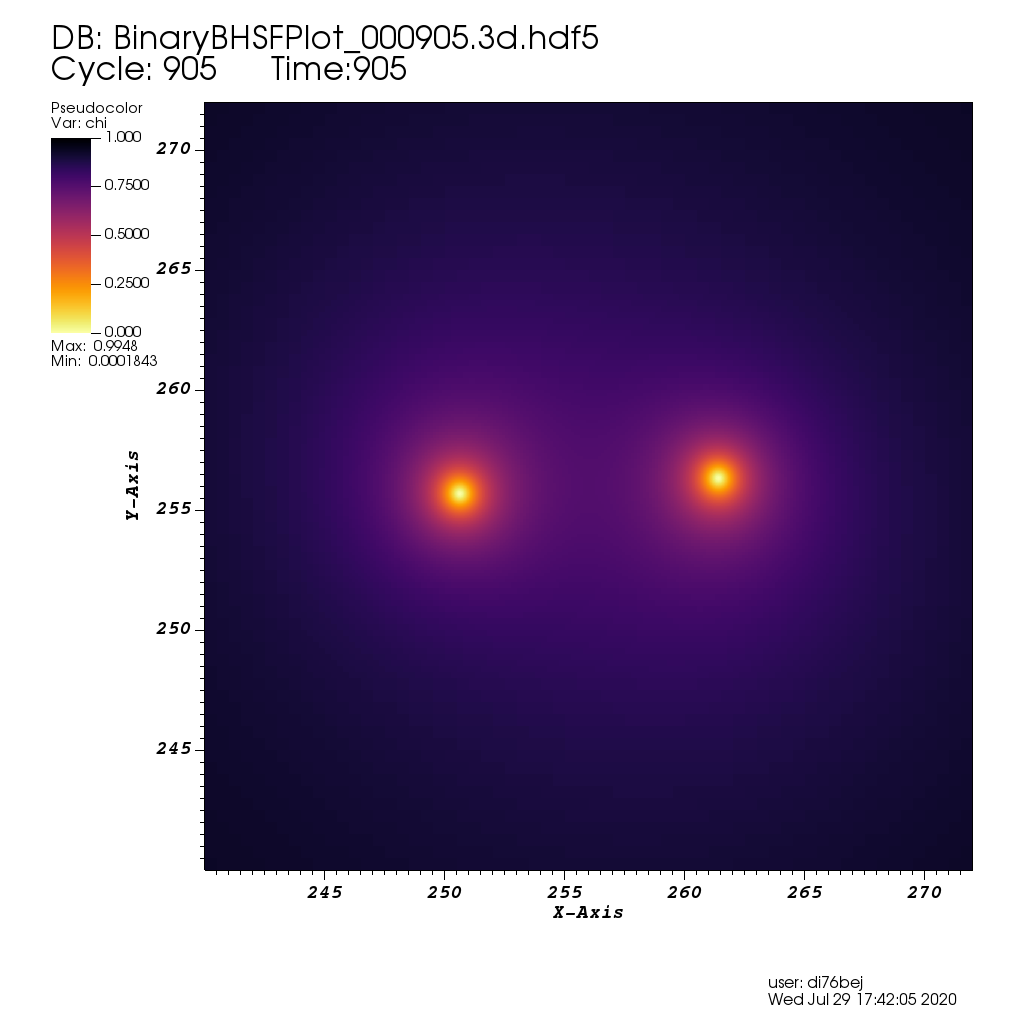 DB: BinaryBHSFPlot_000905.3d.hdf5
Cycle: 905 Time:905
Pseudocolor
Var: chi
1.000
0.7500
0.5000
0.2500
0.000
Max: 0.9948
Min: 0.0001843
270
265
260
255
250
245
Y-Axis
245 250 255 260 265 270
X-Axis
user: di76bej
Wed Jul 29 17:42:05 2020